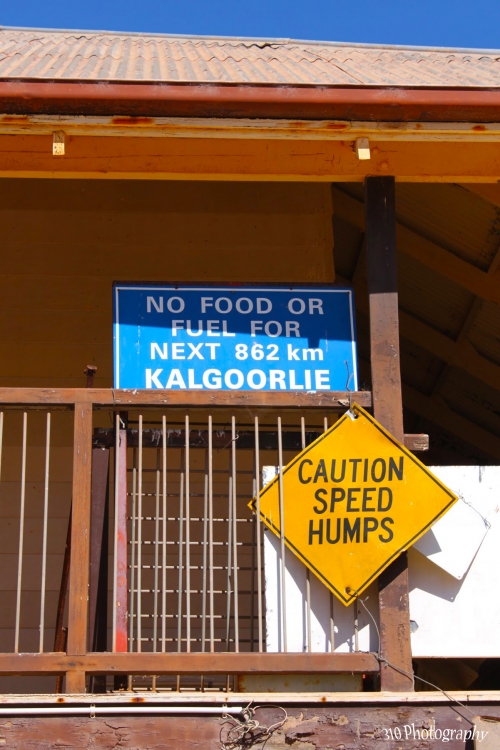 NO FOOD OR
FUEL FOR
NEXT 862 km
KALGOORLIE
CAUTION
SPEED
HUMPS
310 Photography